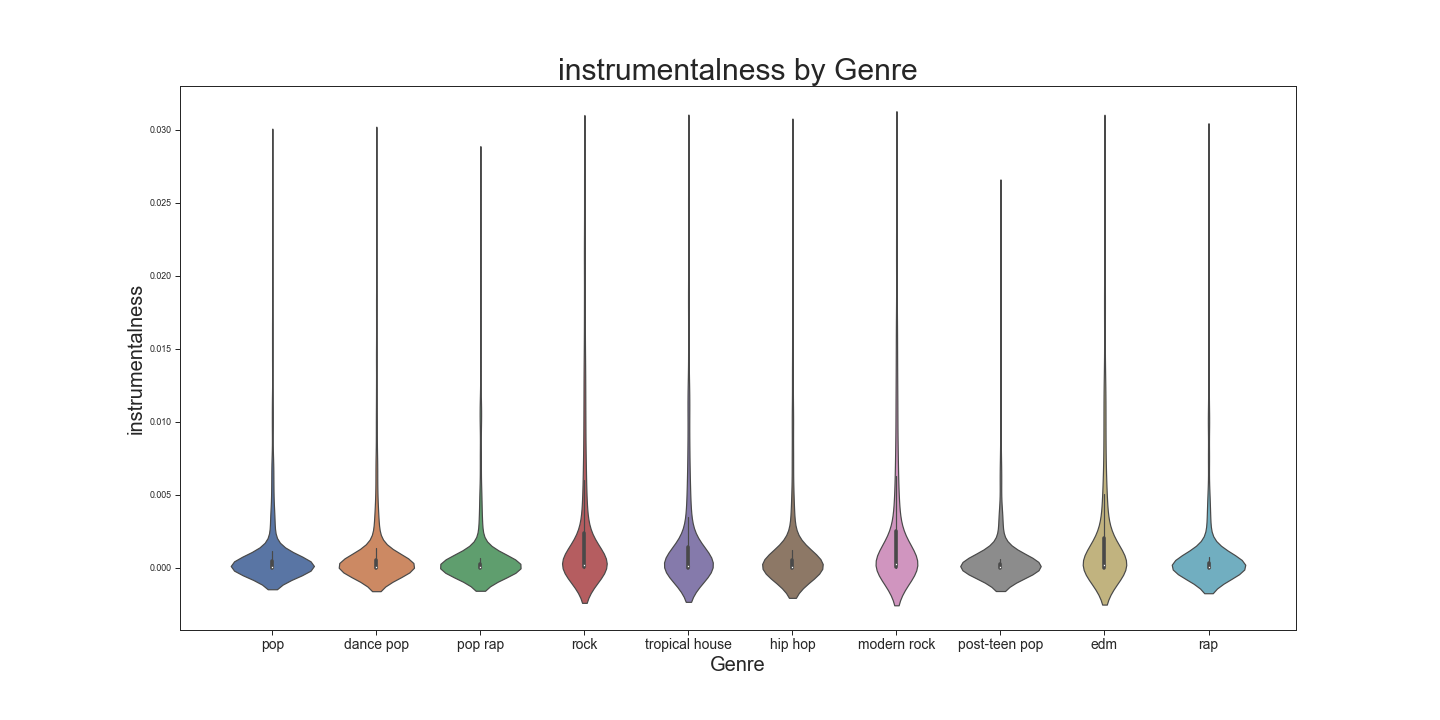 instrumentalness by Genre
instrumentalness
0.030
0.025
0.020
0.015
0.010
0.005
0.000
pop dance pop pop rap rock tropical house hip hop modern rock post-teen pop edm rap
Genre